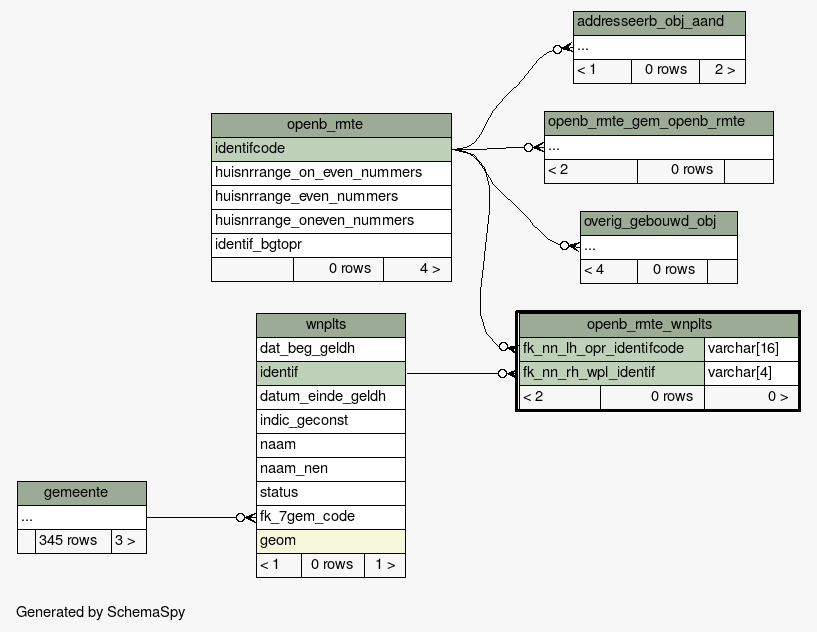 addresseerb_obj_aand
...
< 1 0 rows 2 >
openb_rmte
identifcode
huisnrrange_on_even_nummers
huisnrrange_even_nummers
huisnrrange_oneven_nummers
identif_bgtopr
0 rows 4 >
openb_rmte_gem_openb_rmte
...
< 2 0 rows
overig_gebouwd_obj
...
< 4 0 rows
wnplts
dat_beg_geldh
identif
datum_einde_geldh
indic_geconst
naam
naam_nen
status
fk_7gem_code
geom
< 1 0 rows 1 >
openb_rmte_wnplts
fk_nn_lh_opr_identifcode varchar[16]
fk_nn_rh_wpl_identif varchar[4]
< 2 0 rows 0 >
gemeente
...
345 rows 3 >
Generated by SchemaSpy